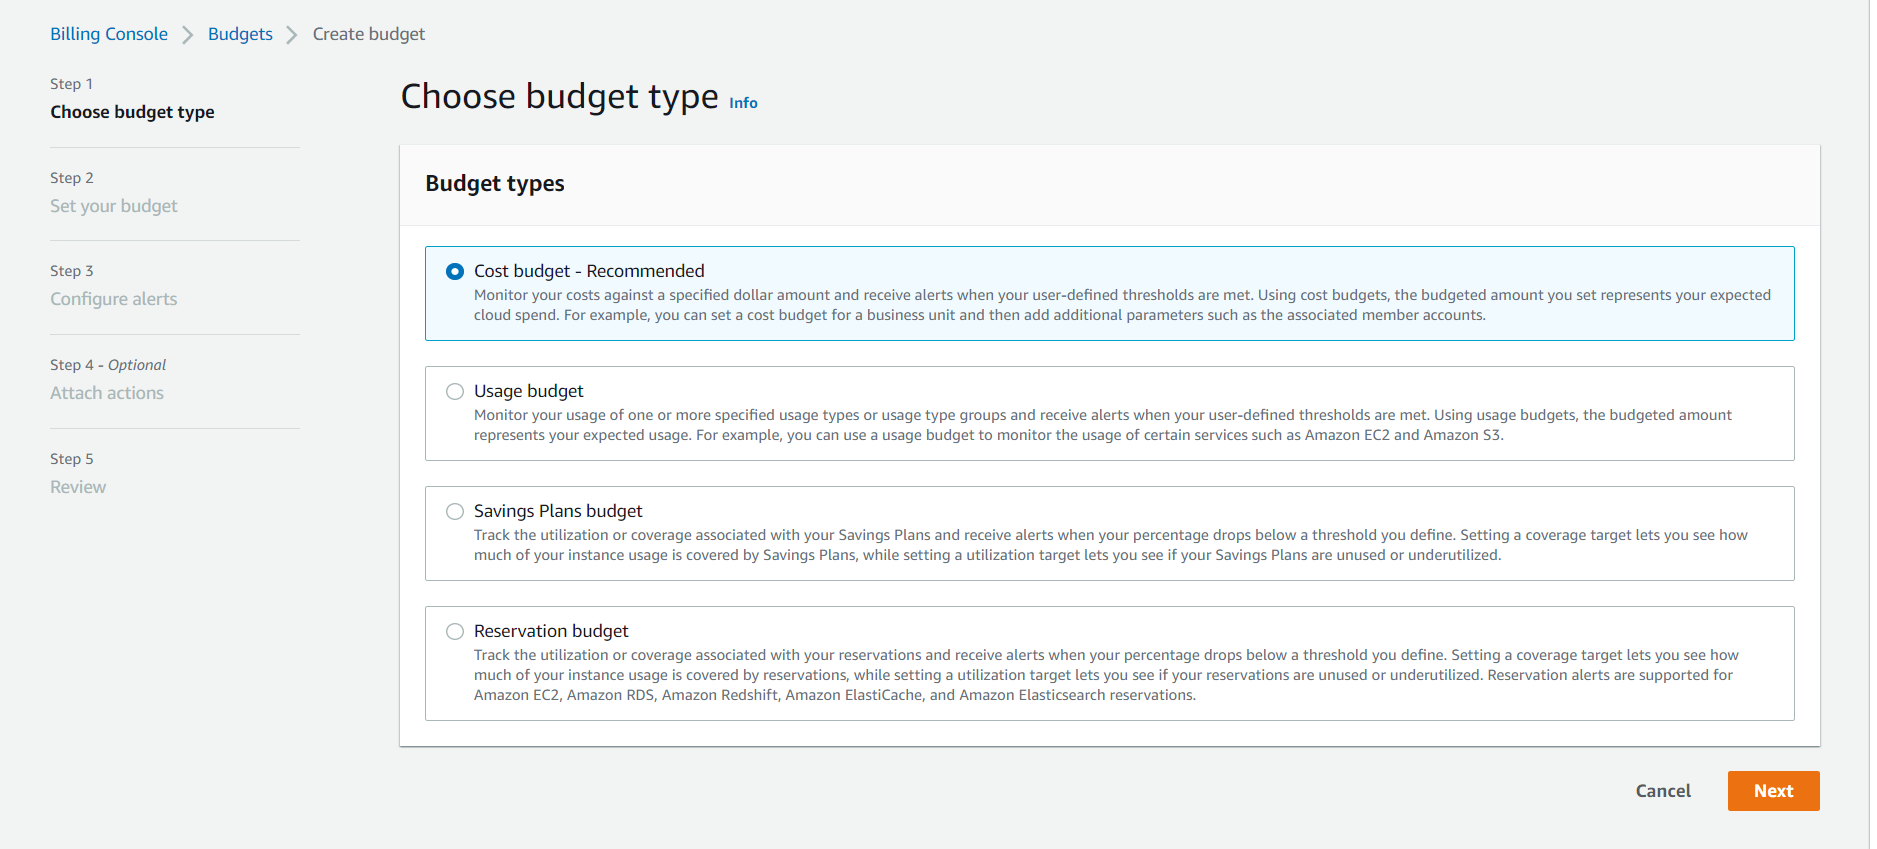 Billing Console > Budgets > Create budget
Step 1
Choose budget type
Step 2
Set your budget
Step 3
Configure alerts
Step 4 - Optional
Attach actions
Step 5
Review
Choose budget type Info
Budget types
Cost budget - Recommended
Monitor your costs against a specified dollar amount and receive alerts when your user-defined thresholds are met. Using cost budgets, the budgeted amount you set represents your expected
cloud spend. For example, you can set a cost budget for a business unit and then add additional parameters such as the associated member accounts.
Usage budget
Monitor your usage of one or more specified usage types or usage type groups and receive alerts when your user-defined thresholds are met. Using usage budgets, the budgeted amount
represents your expected usage. For example, you can use a usage budget to monitor the usage of certain services such as Amazon EC2 and Amazon S3.
Savings Plans budget
Track the utilization or coverage associated with your Savings Plans and receive alerts when your percentage drops below a threshold you define. Setting a coverage target lets you see how
much of your instance usage is covered by Savings Plans, while setting a utilization target lets you see if your Savings Plans are unused or underutilized.
Reservation budget
Track the utilization or coverage associated with your reservations and receive alerts when your percentage drops below a threshold you define. Setting a coverage target lets you see how
much of your instance usage is covered by reservations, while setting a utilization target lets you see if your reservations are unused or underutilized. Reservation alerts are supported for
Amazon EC2, Amazon RDS, Amazon Redshift, Amazon ElastiCache, and Amazon Elasticsearch reservations.
Cancel
Next